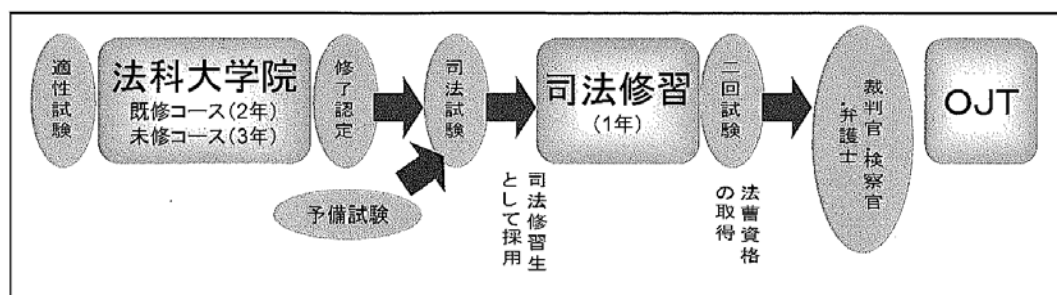 適性試験
法科大学院
既修コース(2年)
未修コース(3年)
修了認定
予備試験
司法試験
司法修習生
として採用
司法修習
(1年)
二回試験
法曹資格
の取得
裁判官・検察官
・弁護士
OJT